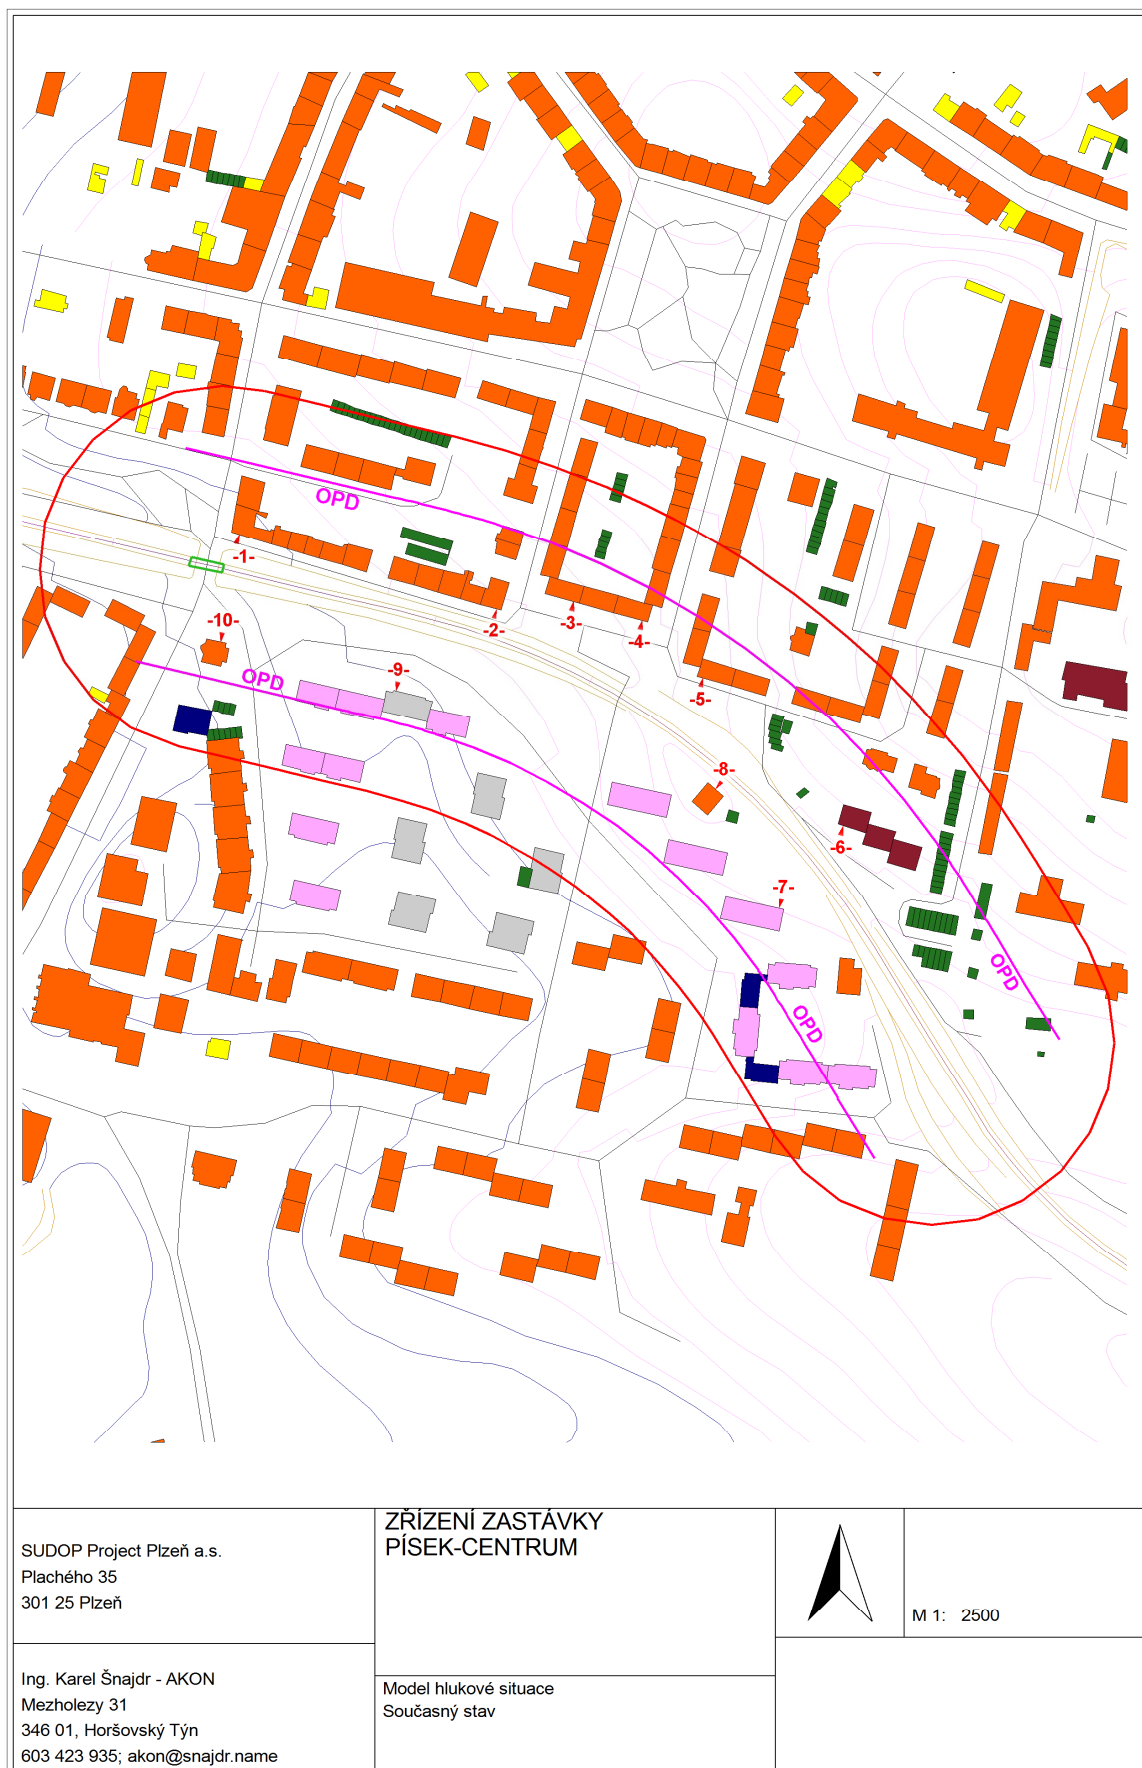 OPD
-1-
-2-
-3-
-4-
-10-
OPD
-9-
-5-
-8-
-6-
-7-
OPD
OPD
SUDOP Project Plzeň a.s.
Plachého 35
301 25 Plzeň
ZŘÍZENÍ ZASTÁVKY
PÍSEK-CENTRUM
M 1: 2500
Ing. Karel Šnajdr - AKON
Mezholezy 31
346 01, Horšovský Týn
603 423 935; akon@snajdr.name
Model hlukové situace
Současný stav